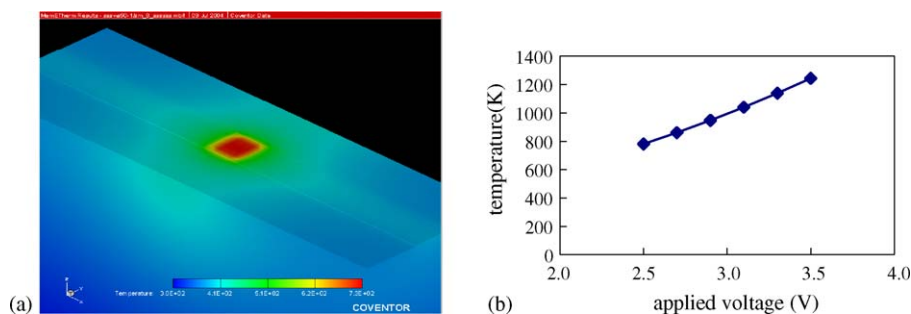 COVENTOR
Temperature: 3.0E+02 4.1E+02 5.1E+02 6.2E+02 7.3E+02
(a)
temperature(K)
1400
1200
1000
800
600
400
200
0
2.0 2.5 3.0 3.5 4.0
(b) applied voltage (V)